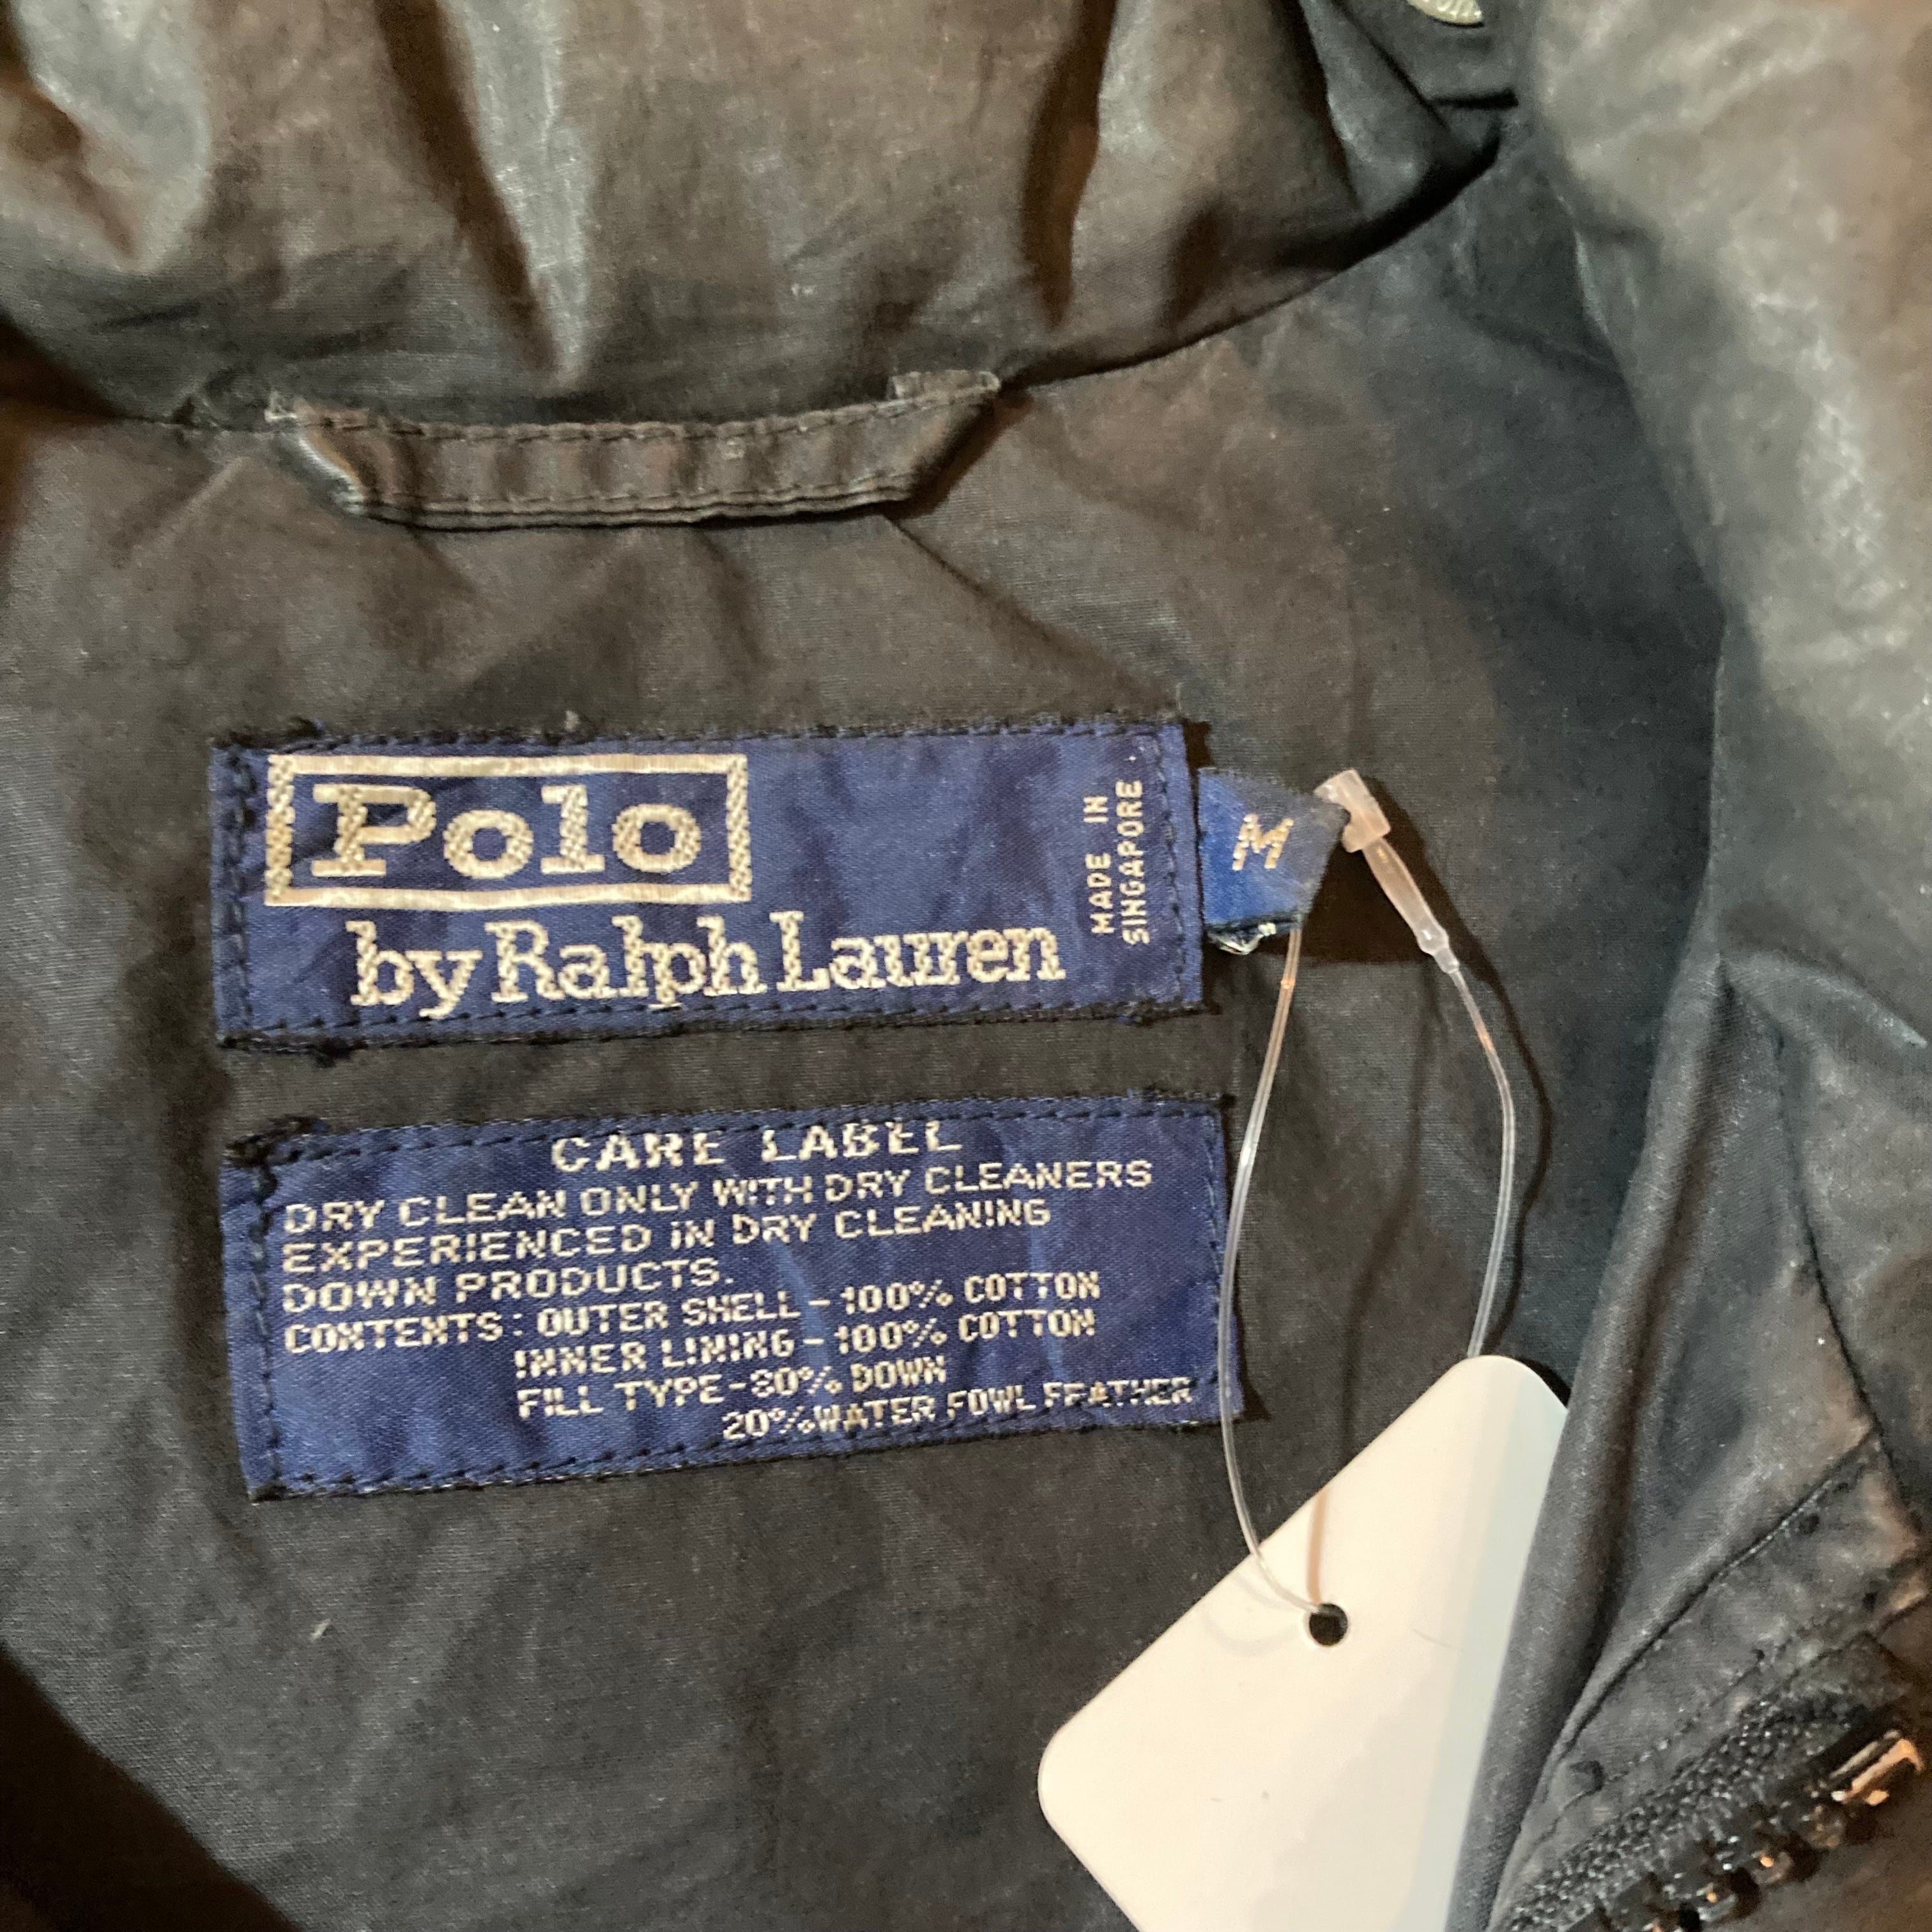 Polo
by Ralph Lauren
MADE IN
SINGAPORE
M
CARE LABEL
DRY CLEAN ONLY WITH DRY CLEANERS
EXPERIENCED IN DRY CLEANING
DOWN PRODUCTS.
CONTENTS: OUTER SHELL-100% COTTON
INNER LINING-100% COTTON
FILL TYPE-80% DOWN
20% WATER FOWL FEATHER